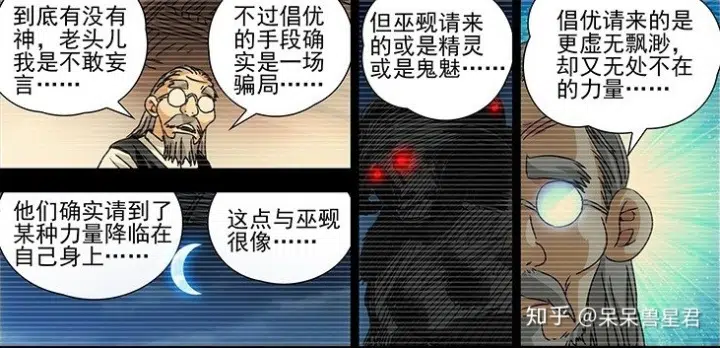 到底有没有
神，老头儿
我是不敢妄
言……
不过倡优
的手段确
实是一场
骗局……
他们确实请到了
某种力量降临在
自己身上……
这点与巫觋
很像……
但巫觋请来
的或是精灵
或是鬼魅……
倡优请来的是
更虚无飘渺，
却又无处不在
的力量……
知乎 @呆呆兽星君